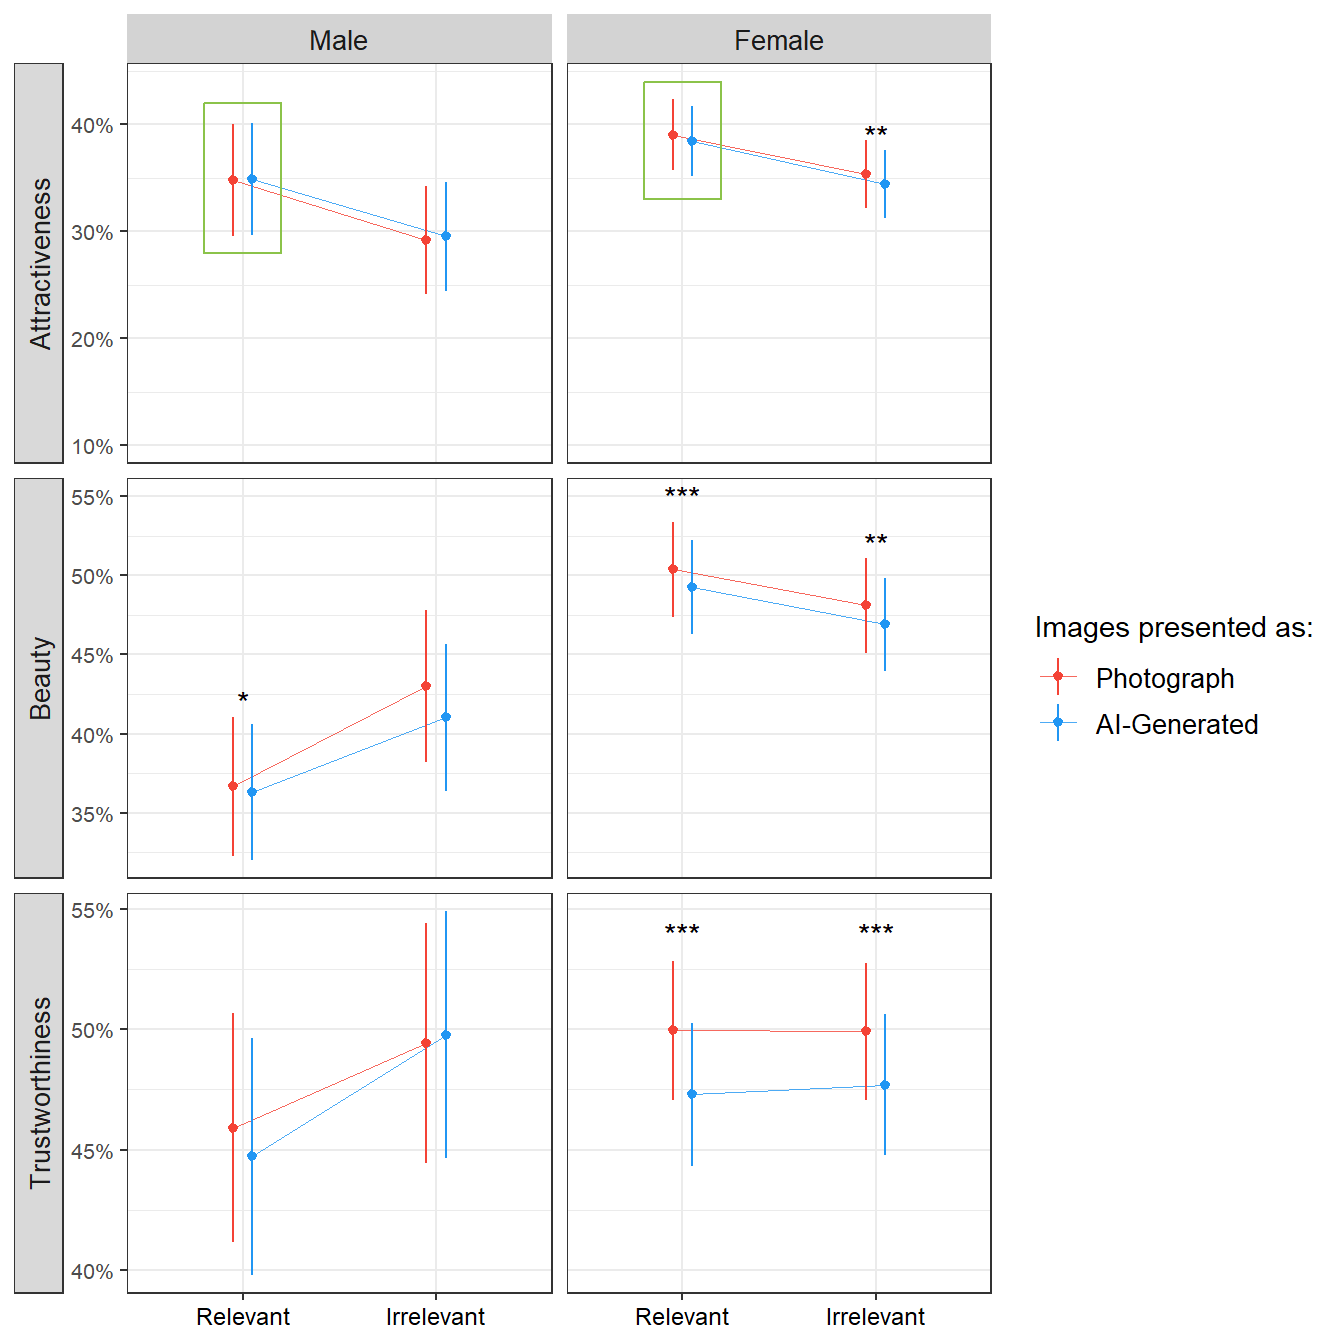 Male Female
Attractiveness
40%
30%
20%
10%
**
Beauty
55%
50%
45%
40%
35%
*
***
**
Trustworthiness
55%
50%
45%
40%
***
***
Relevant Irrelevant Relevant Irrelevant
Images presented as:
Photograph
AI-Generated